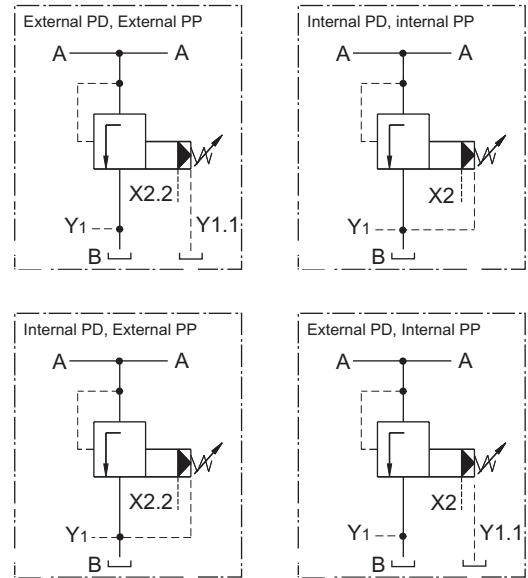 External PD, External PP
A A
X2.2
Y1 Y1.1
B
Internal PD, internal PP
A A
X2
Y1
B
Internal PD, External PP
A A
X2.2
Y1
B
External PD, Internal PP
A A
X2
Y1 Y1.1
B